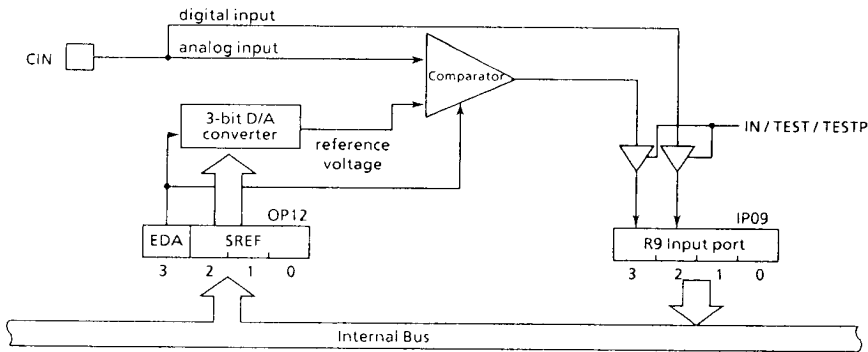 digital input
CIN
analog input
Comparator
3-bit D/A
converter
reference
voltage
IN / TEST / TESTP
OP12
IP09
EDA
SREF
R9 Input port
3 2 1 0
3 2 1 0
Internal Bus